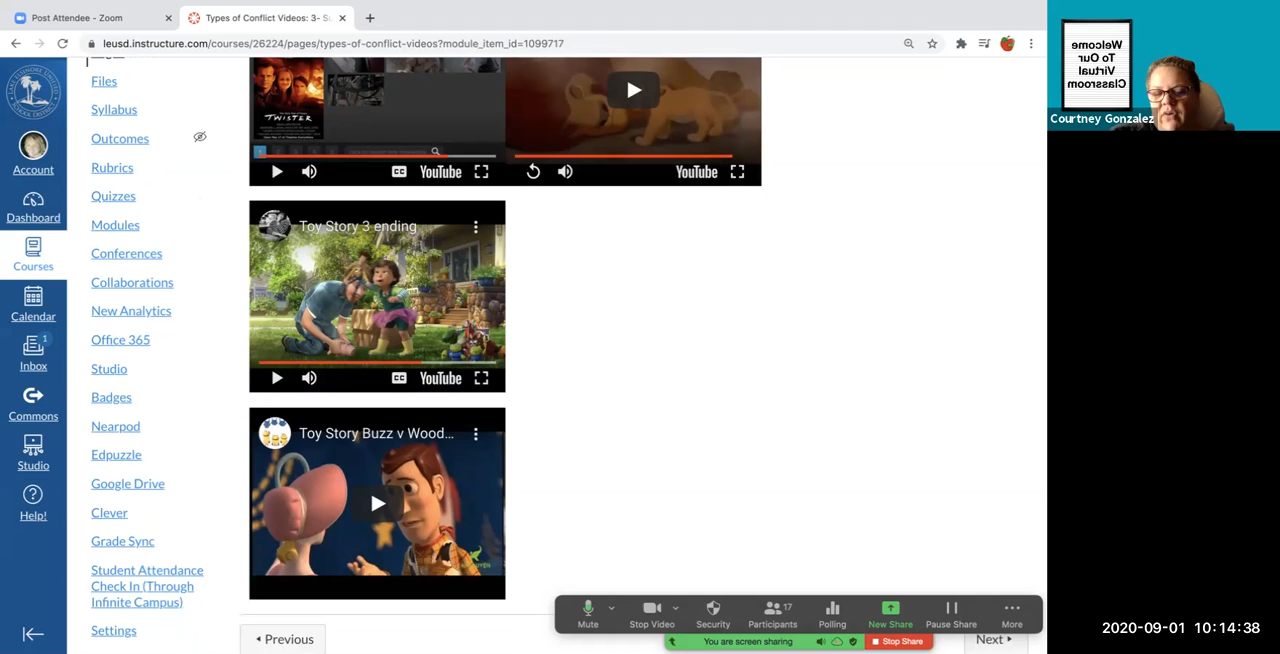 Post Attendee - Zoom
Types of Conflict Videos: 3- Su
leusd.instructure.com/courses/26224/pages/types-of-conflict-videos?module_item_id=1099717
Account
Dashboard
Courses
Calendar
1
Inbox
Commons
Studio
Help!
Files
Syllabus
Outcomes
Rubrics
Quizzes
Modules
Conferences
Collaborations
New Analytics
Office 365
Studio
Badges
Nearpod
Edpuzzle
Google Drive
Clever
Grade Sync
Student Attendance
Check In (Through
Infinite Campus)
Settings
TWISTER
CC YouTube
YouTube
Toy Story 3 ending
CC YouTube
Toy Story Buzz v Wood...
Previous
Next
Mute
Stop Video
Security
17
Participants
Polling
New Share
Pause Share
More
You are screen sharing
Stop Share
Welcome
To Our
Virtual
Classroom
Courtney Gonzalez
2020-09-01 10:14:38